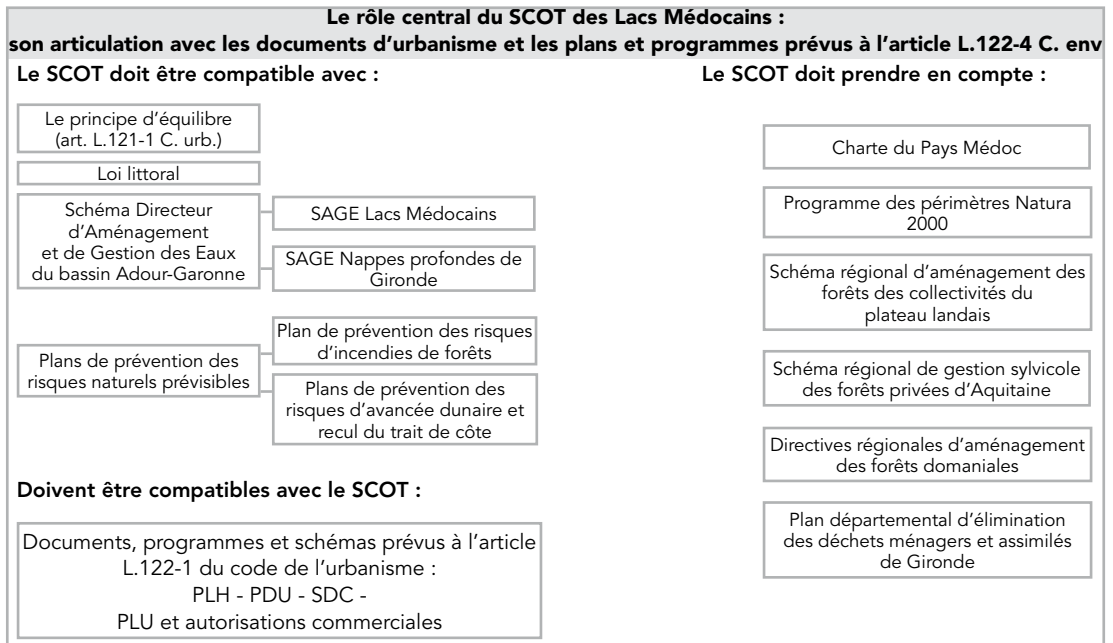 Le rôle central du SCOT des Lacs Médocains :
son articulation avec les documents d'urbanisme et les plans et programmes prévus à l'article L.122-4 C. env
Le SCOT doit être compatible avec :
Le principe d'équilibre
(art. L.121-1 C. urb.)
Loi littoral
Schéma Directeur
d'Aménagement
et de Gestion des Eaux
du bassin Adour-Garonne
SAGE Lacs Médocains
SAGE Nappes profondes de
Gironde
Plans de prévention des
risques naturels prévisibles
Plan de prévention des risques
d'incendies de forêts
Plans de prévention des
risques d'avancée dunaire et
recul du trait de côte
Doivent être compatibles avec le SCOT :
Documents, programmes et schémas prévus à l'article
L.122-1 du code de l'urbanisme :
PLH - PDU - SDC -
PLU et autorisations commerciales
Le SCOT doit prendre en compte :
Charte du Pays Médoc
Programme des périmètres Natura
2000
Schéma régional d'aménagement des
forêts des collectivités du
plateau landais
Schéma régional de gestion sylvicole
des forêts privées d'Aquitaine
Directives régionales d'aménagement
des forêts domaniales
Plan départemental d'élimination
des déchets ménagers et assimilés
de Gironde